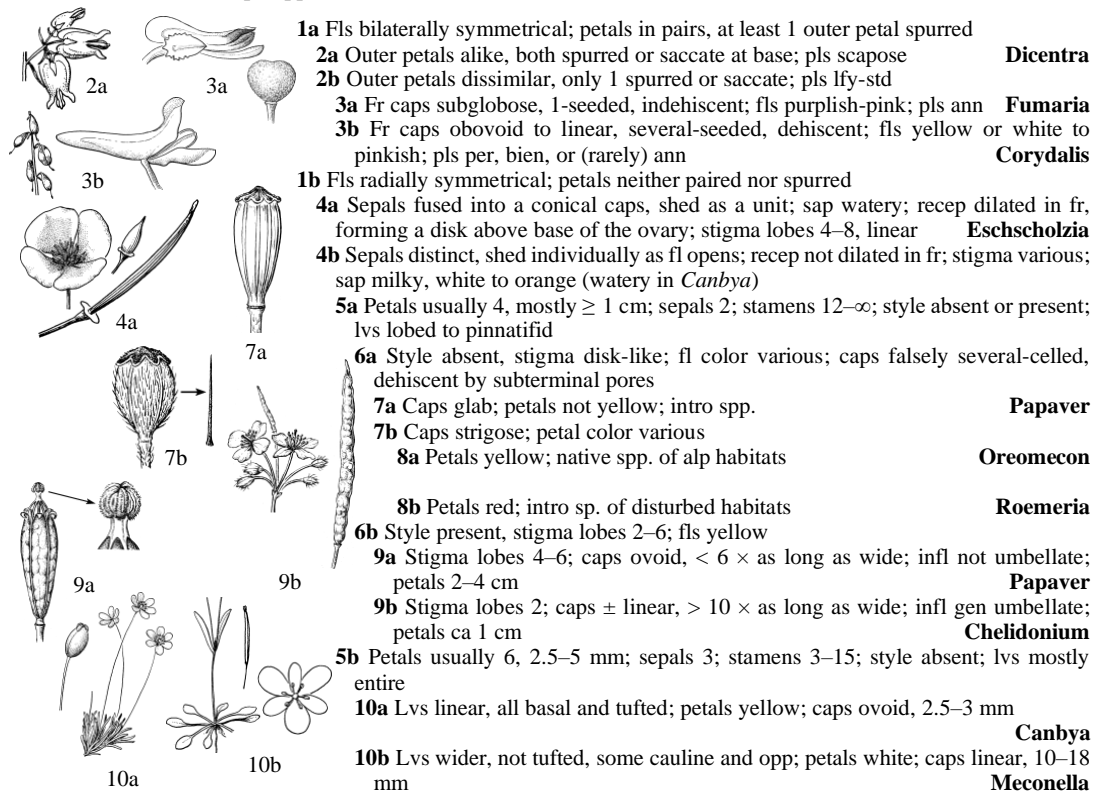 1a Fls bilaterally symmetrical; petals in pairs, at least 1 outer petal spurred
2a Outer petals alike, both spurred or saccate at base; pls scapose Dicentra
2b Outer petals dissimilar, only 1 spurred or saccate; pls lfy-std
3a Fr caps subglobose, 1-seeded, indehiscent; fls purplish-pink; pls ann Fumaria
3b Fr caps obovoid to linear, several-seeded, dehiscent; fls yellow or white to
pinkish; pls per, bien, or (rarely) ann Corydalis
1b Fls radially symmetrical; petals neither paired nor spurred
4a Sepals fused into a conical caps, shed as a unit; sap watery; recep dilated in fr,
forming a disk above base of the ovary; stigma lobes 4–8, linear Eschscholzia
4b Sepals distinct, shed individually as fl opens; recep not dilated in fr; stigma various;
sap milky, white to orange (watery in Canbya)
5a Petals usually 4, mostly ≥ 1 cm; sepals 2; stamens 12–∞; style absent or present;
lvs lobed to pinnatifid
6a Style absent, stigma disk-like; fl color various; caps falsely several-celled,
dehiscent by subterminal pores
7a Caps glab; petals not yellow; intro spp. Papaver
7b Caps strigose; petal color various
8a Petals yellow; native spp. of alp habitats Oreomecon
8b Petals red; intro sp. of disturbed habitats Roemeria
6b Style present, stigma lobes 2–6; fls yellow
9a Stigma lobes 4–6; caps ovoid, < 6 × as long as wide; infl not umbellate;
petals 2–4 cm Papaver
9b Stigma lobes 2; caps ± linear, > 10 × as long as wide; infl gen umbellate;
petals ca 1 cm Chelidonium
5b Petals usually 6, 2.5–5 mm; sepals 3; stamens 3–15; style absent; lvs mostly
entire
10a Lvs linear, all basal and tufted; petals yellow; caps ovoid, 2.5–3 mm
Canbya
10b Lvs wider, not tufted, some cauline and opp; petals white; caps linear, 10–18
mm Meconella
2a
3a
3b
4a
7a
7b
9a
9b
10a
10b